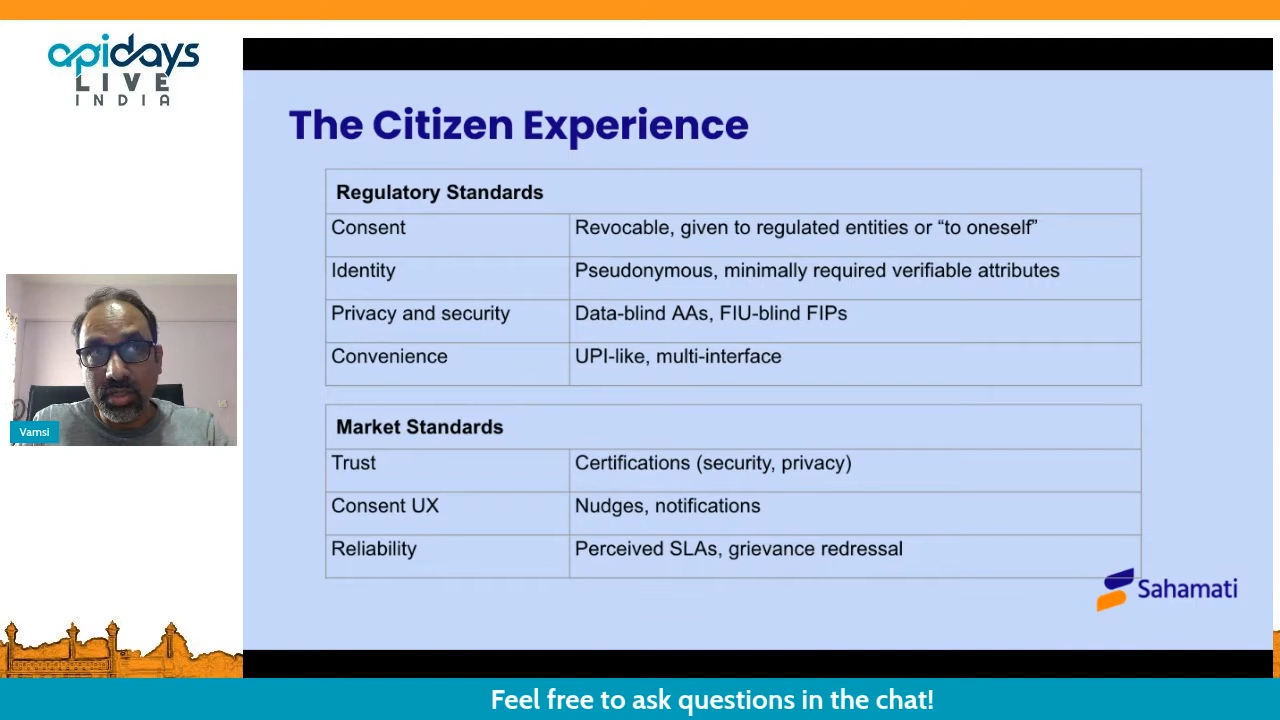 apidays
LIVE
INDIA
The Citizen Experience
Regulatory Standards
Consent Revocable, given to regulated entities or “to oneself”
Identity Pseudonymous, minimally required verifiable attributes
Privacy and security Data-blind AAs, FIU-blind FIPs
Convenience UPI-like, multi-interface
Market Standards
Trust Certifications (security, privacy)
Consent UX Nudges, notifications
Reliability Perceived SLAs, grievance redressal
Sahamati
Vamsi
Feel free to ask questions in the chat!